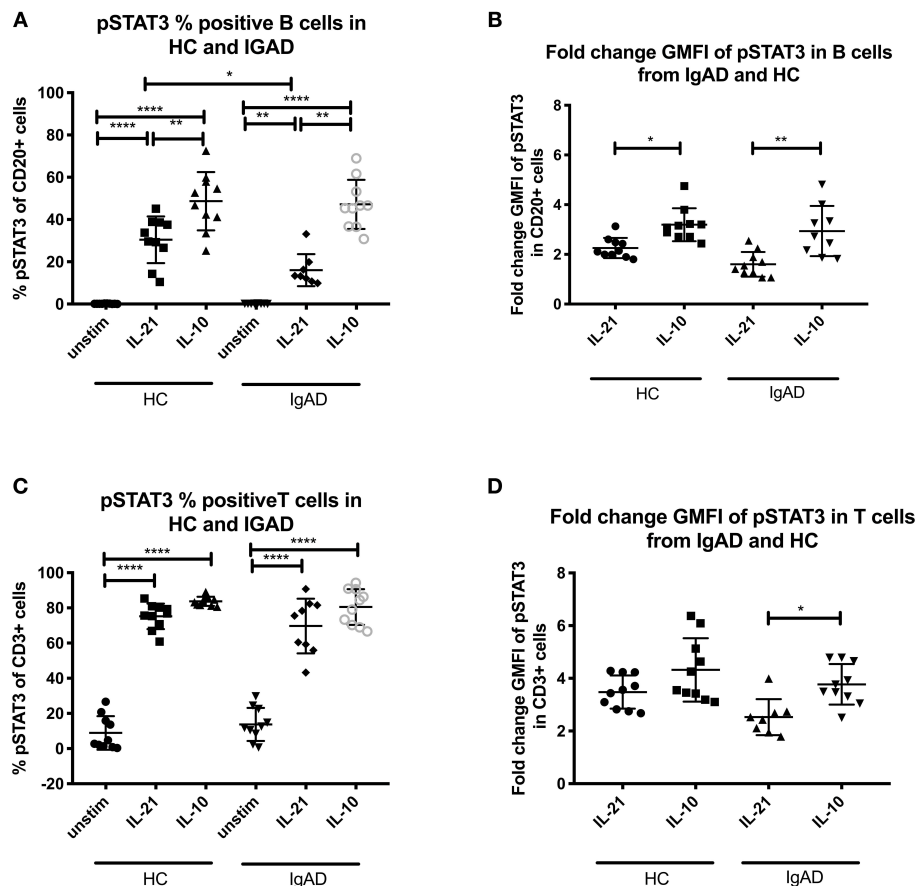 A
pSTAT3 % positive B cells in
HC and IGAD
% pSTAT3 of CD20+ cells
100
80
60
40
20
0
*
****
****
****
**
**
**
unstim
IL-21
IL-10
unstim
IL-21
IL-10
HC
IgAD
B
Fold change GMFI of pSTAT3 in B cells
from IgAD and HC
Fold change GMFI of pSTAT3
in CD20+ cells
8
6
4
2
0
*
**
IL-21
IL-10
IL-21
IL-10
HC
IgAD
C
pSTAT3 % positiveT cells in
HC and IGAD
% pSTAT3 of CD3+ cells
100
80
60
40
20
0
-20
****
****
****
****
unstim
IL-21
IL-10
unstim
IL-21
IL-10
HC
IgAD
D
Fold change GMFI of pSTAT3 in T cells
from IgAD and HC
Fold change GMFI of pSTAT3
in CD3+ cells
8
6
4
2
0
*
IL-21
IL-10
IL-21
IL-10
HC
IgAD